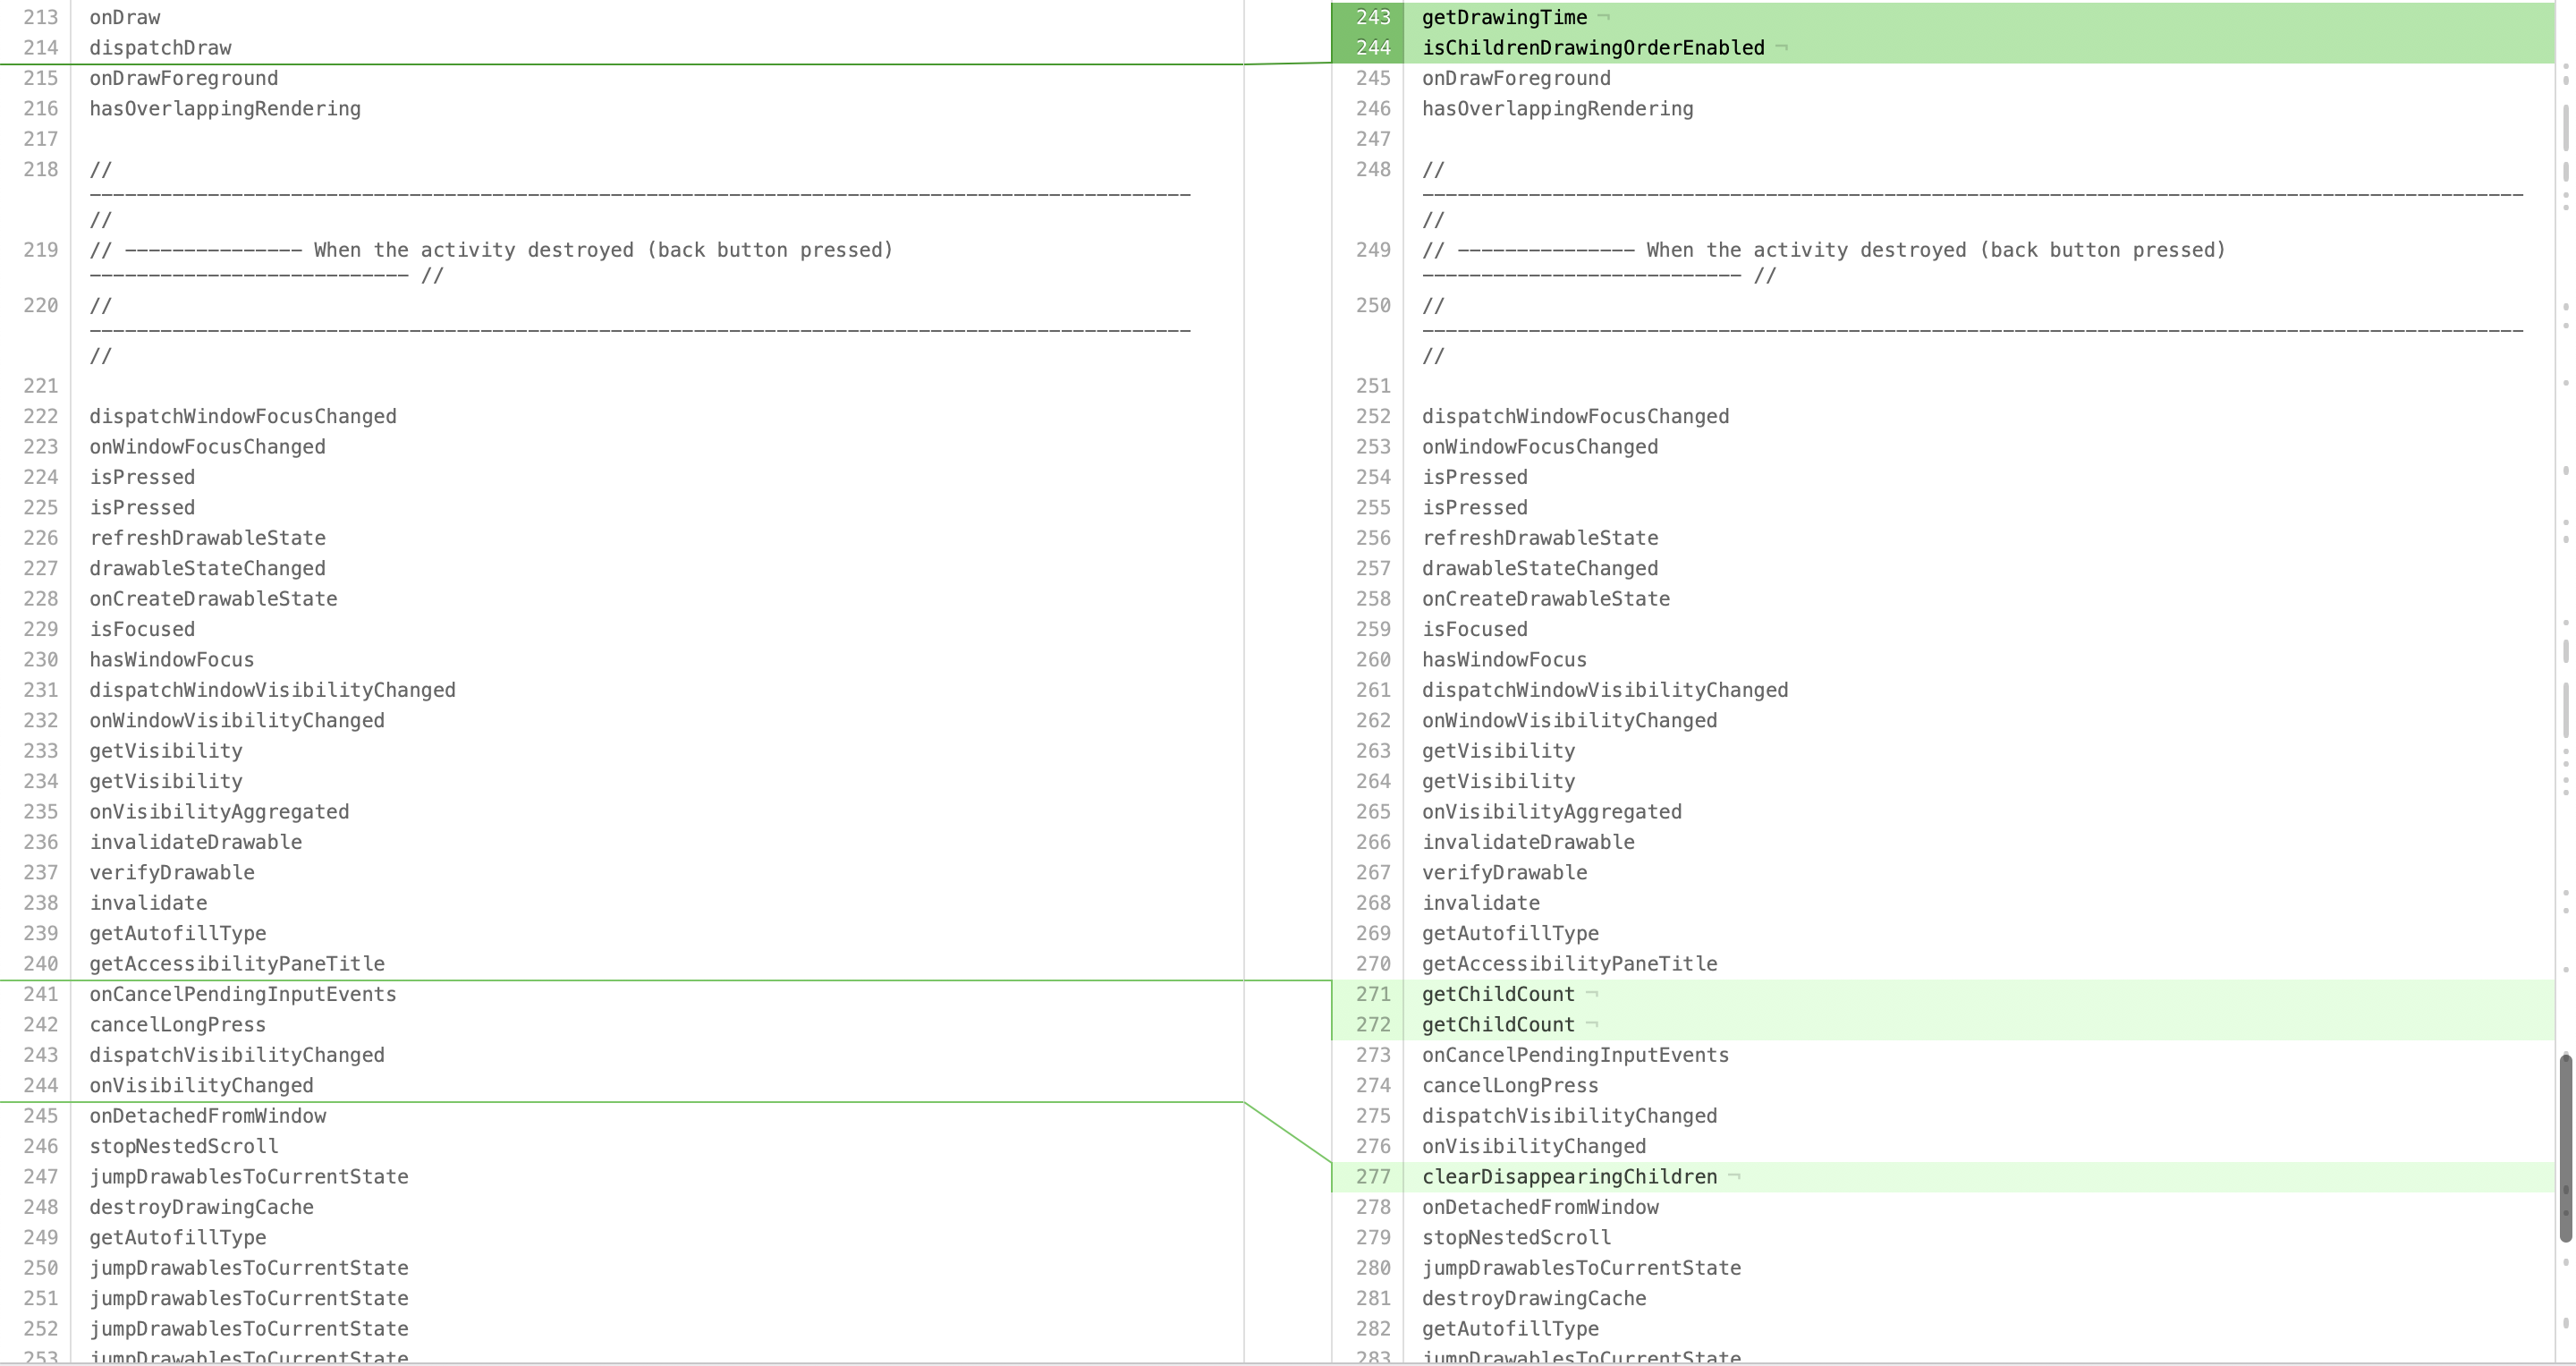 213 onDraw
214 dispatchDraw
215 onDrawForeground
216 hasOverlappingRendering
217
218 //
--------------------------------------------------------------------------------------------
//
219 // --------------- When the activity destroyed (back button pressed)
--------------------------- //
220 //
--------------------------------------------------------------------------------------------
//
221
222 dispatchWindowFocusChanged
223 onWindowFocusChanged
224 isPressed
225 isPressed
226 refreshDrawableState
227 drawableStateChanged
228 onCreateDrawableState
229 isFocused
230 hasWindowFocus
231 dispatchWindowVisibilityChanged
232 onWindowVisibilityChanged
233 getVisibility
234 getVisibility
235 onVisibilityAggregated
236 invalidateDrawable
237 verifyDrawable
238 invalidate
239 getAutofillType
240 getAccessibilityPaneTitle
241 onCancelPendingInputEvents
242 cancelLongPress
243 dispatchVisibilityChanged
244 onVisibilityChanged
245 onDetachedFromWindow
246 stopNestedScroll
247 jumpDrawablesToCurrentState
248 destroyDrawingCache
249 getAutofillType
250 jumpDrawablesToCurrentState
251 jumpDrawablesToCurrentState
252 jumpDrawablesToCurrentState
253 jumpDrawablesToCurrentState
243 getDrawingTime ¬
244 isChildrenDrawingOrderEnabled ¬
245 onDrawForeground
246 hasOverlappingRendering
247
248 //
--------------------------------------------------------------------------------------------
//
249 // --------------- When the activity destroyed (back button pressed)
--------------------------- //
250 //
--------------------------------------------------------------------------------------------
//
251
252 dispatchWindowFocusChanged
253 onWindowFocusChanged
254 isPressed
255 isPressed
256 refreshDrawableState
257 drawableStateChanged
258 onCreateDrawableState
259 isFocused
260 hasWindowFocus
261 dispatchWindowVisibilityChanged
262 onWindowVisibilityChanged
263 getVisibility
264 getVisibility
265 onVisibilityAggregated
266 invalidateDrawable
267 verifyDrawable
268 invalidate
269 getAutofillType
270 getAccessibilityPaneTitle
271 getChildCount ¬
272 getChildCount ¬
273 onCancelPendingInputEvents
274 cancelLongPress
275 dispatchVisibilityChanged
276 onVisibilityChanged
277 clearDisappearingChildren ¬
278 onDetachedFromWindow
279 stopNestedScroll
280 jumpDrawablesToCurrentState
281 destroyDrawingCache
282 getAutofillType
283 jumpDrawablesToCurrentState